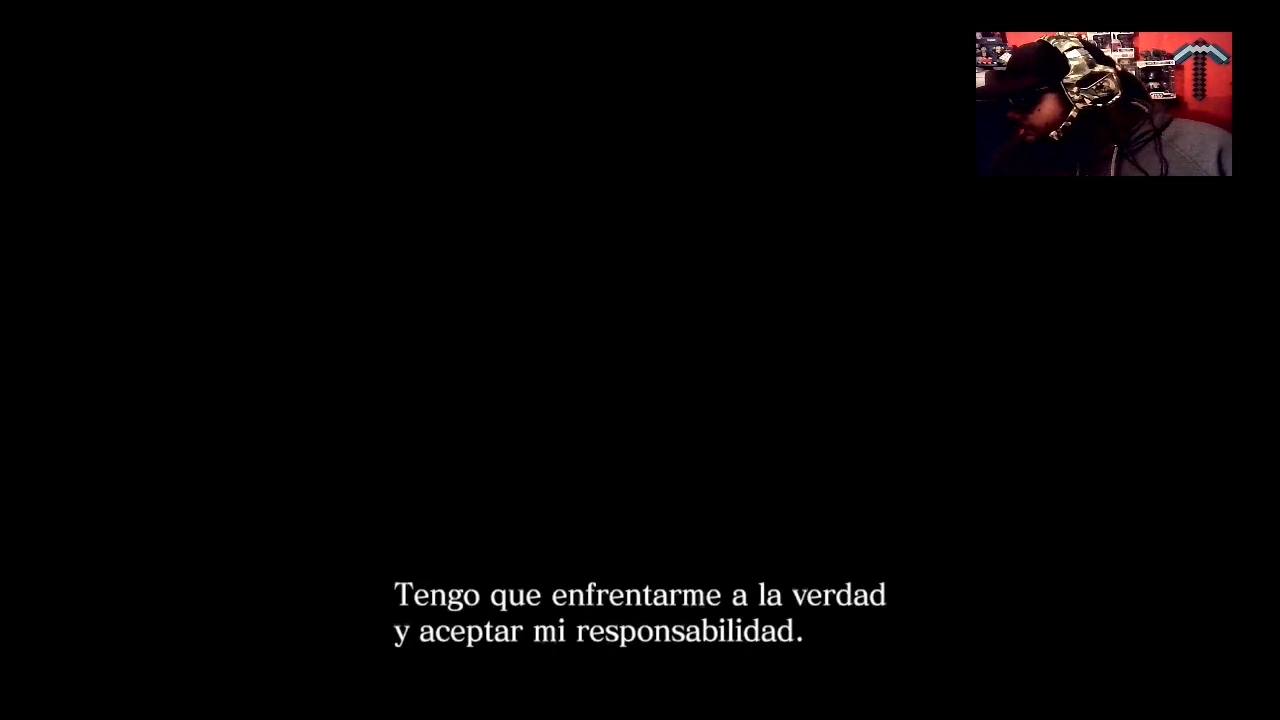 Tengo que enfrentarme a la verdad
y aceptar mi responsabilidad.